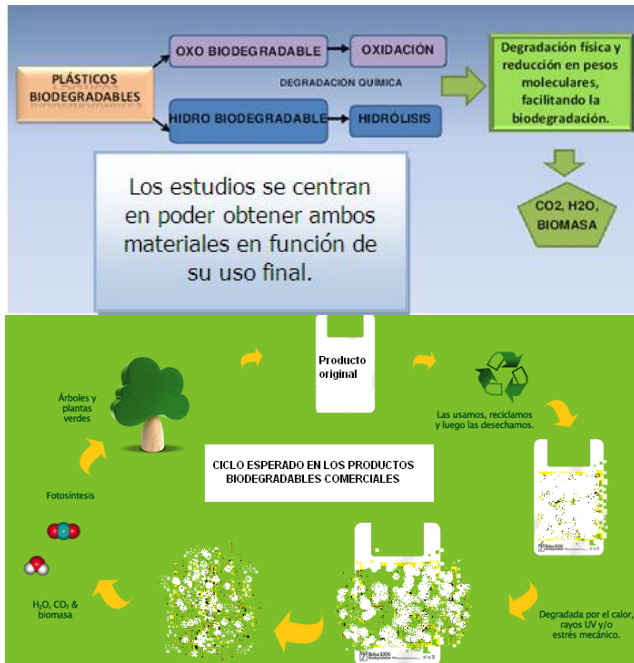 OXO BIODEGRADABLE
OXIDACIÓN
PLÁSTICOS
BIODEGRADABLES
DEGRADACIÓN QUÍMICA
HIDRO BIODEGRADABLE
HIDRÓLISIS
Degradación física y
reducción en pesos
moleculares,
facilitando la
biodegradación.
CO2, H2O,
BIOMASA
Los estudios se centran
en poder obtener ambos
materiales en función de
su uso final.
Producto
original
Árboles y
plantas
verdes
Las usamos, reciclamos
y luego las desechamos.
CICLO ESPERADO EN LOS PRODUCTOS
BIODEGRADABLES COMERCIALES
Fotosíntesis
H₂O, CO₂ &
biomasa
Degradada por el calor,
rayos UV y/o
estrés mecánico.